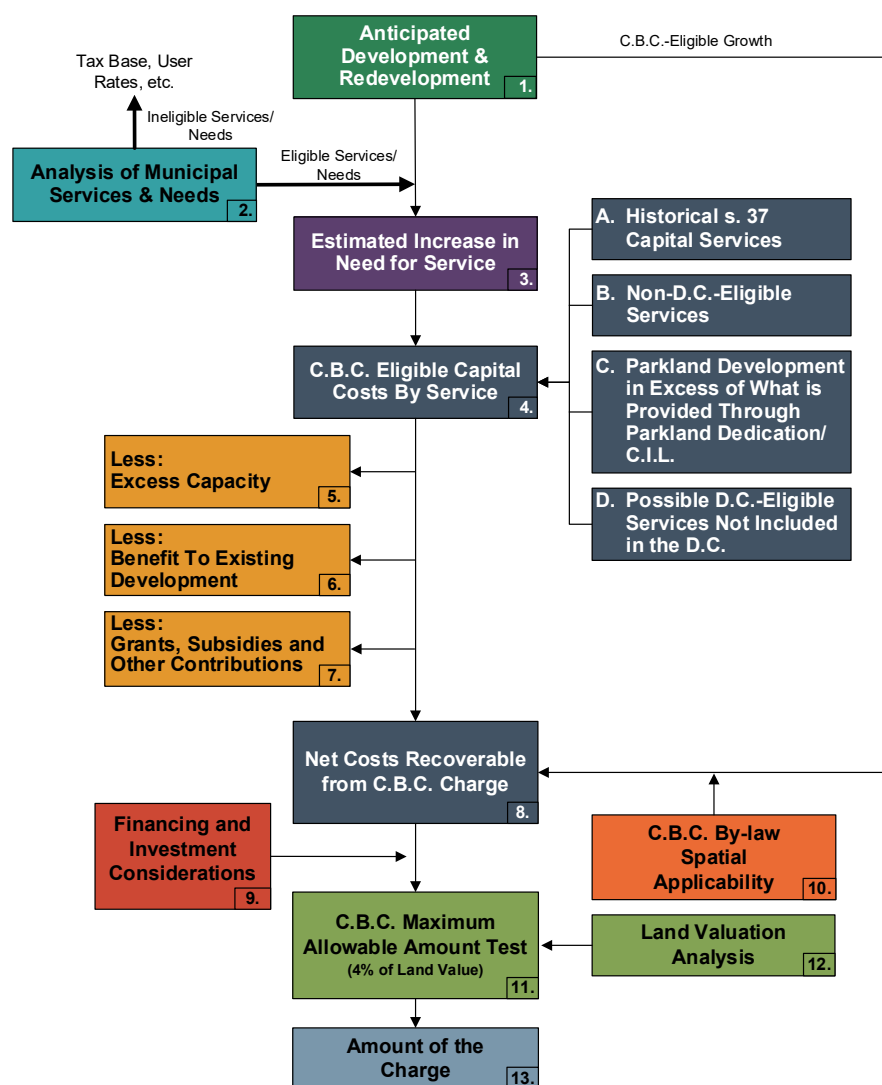 Anticipated
Development &
Redevelopment
1.
C.B.C.-Eligible Growth
Tax Base, User
Rates, etc.
Ineligible Services/
Needs
Analysis of Municipal
Services & Needs
2.
Eligible Services/
Needs
Estimated Increase in
Need for Service
3.
C.B.C. Eligible Capital
Costs By Service
4.
A. Historical s. 37
Capital Services
B. Non-D.C.-Eligible
Services
C. Parkland Development
in Excess of What is
Provided Through
Parkland Dedication/
C.I.L.
D. Possible D.C.-Eligible
Services Not Included
in the D.C.
Less:
Excess Capacity
5.
Less:
Benefit To Existing
Development
6.
Less:
Grants, Subsidies and
Other Contributions
7.
Net Costs Recoverable
from C.B.C. Charge
8.
Financing and
Investment
Considerations
9.
C.B.C. By-law
Spatial
Applicability
10.
C.B.C. Maximum
Allowable Amount Test
(4% of Land Value)
11.
Land Valuation
Analysis
12.
Amount of the
Charge
13.